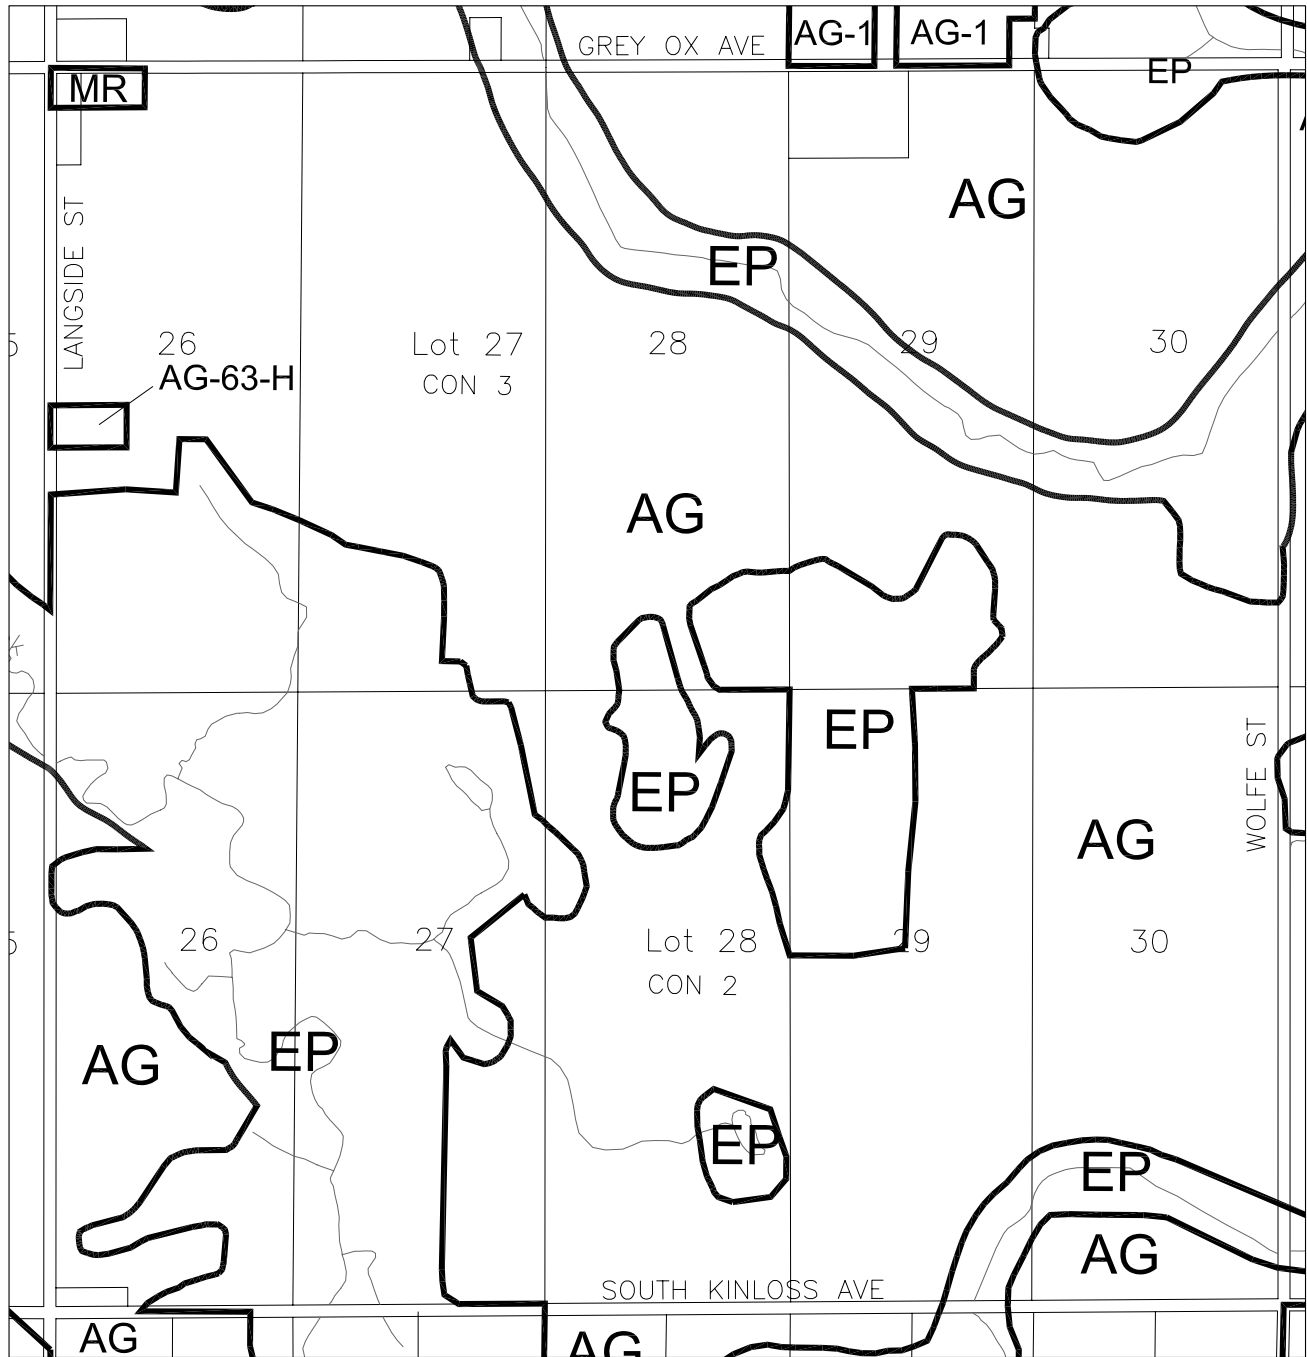 GREY OX AVE
AG-1
AG-1
EP
MR
LANGSIDE ST
AG
EP
26
Lot 27
CON 3
28
29
30
AG-63-H
AG
EP
EP
WOLFE ST
AG
26
27
Lot 28
CON 2
29
30
AG
EP
EP
EP
AG
SOUTH KINLOSS AVE
AG
AG